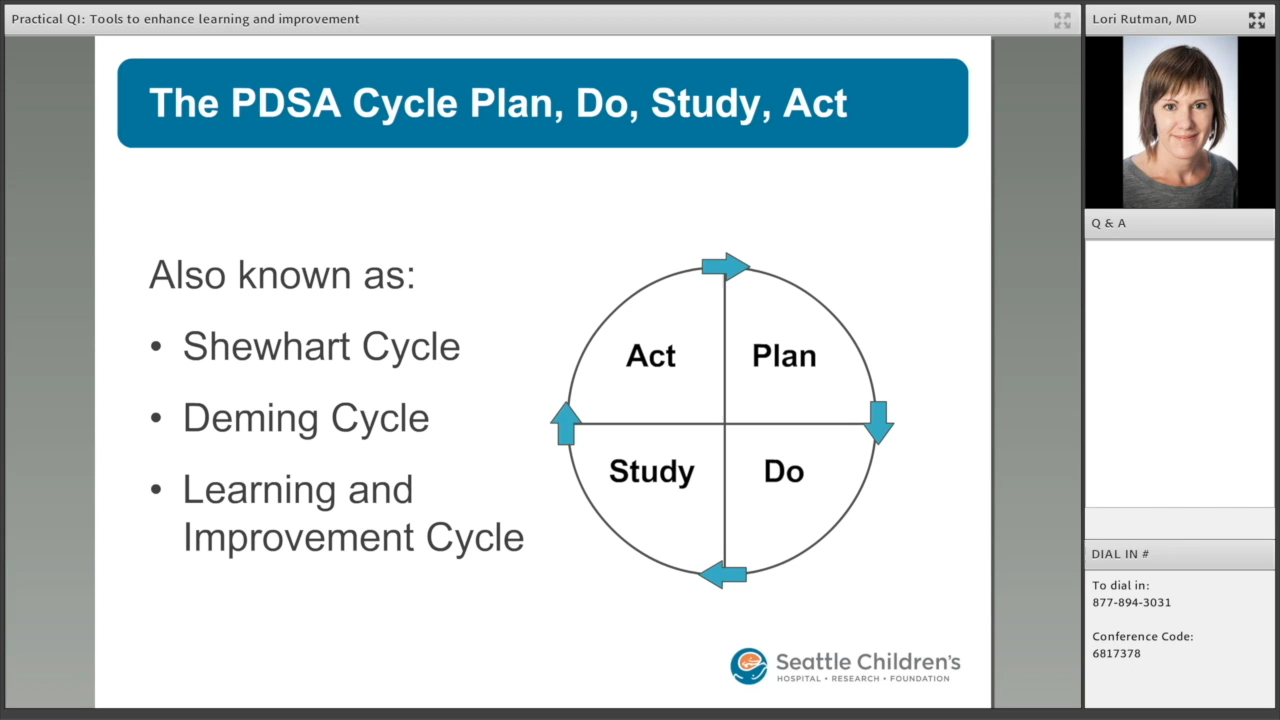 Practical QI: Tools to enhance learning and improvement
The PDSA Cycle Plan, Do, Study, Act
Also known as:
• Shewhart Cycle
• Deming Cycle
• Learning and
Improvement Cycle
Act
Plan
Study
Do
Seattle Children's
HOSPITAL • RESEARCH • FOUNDATION
Lori Rutman, MD
Q & A
DIAL IN #
To dial in:
877-894-3031
Conference Code:
6817378